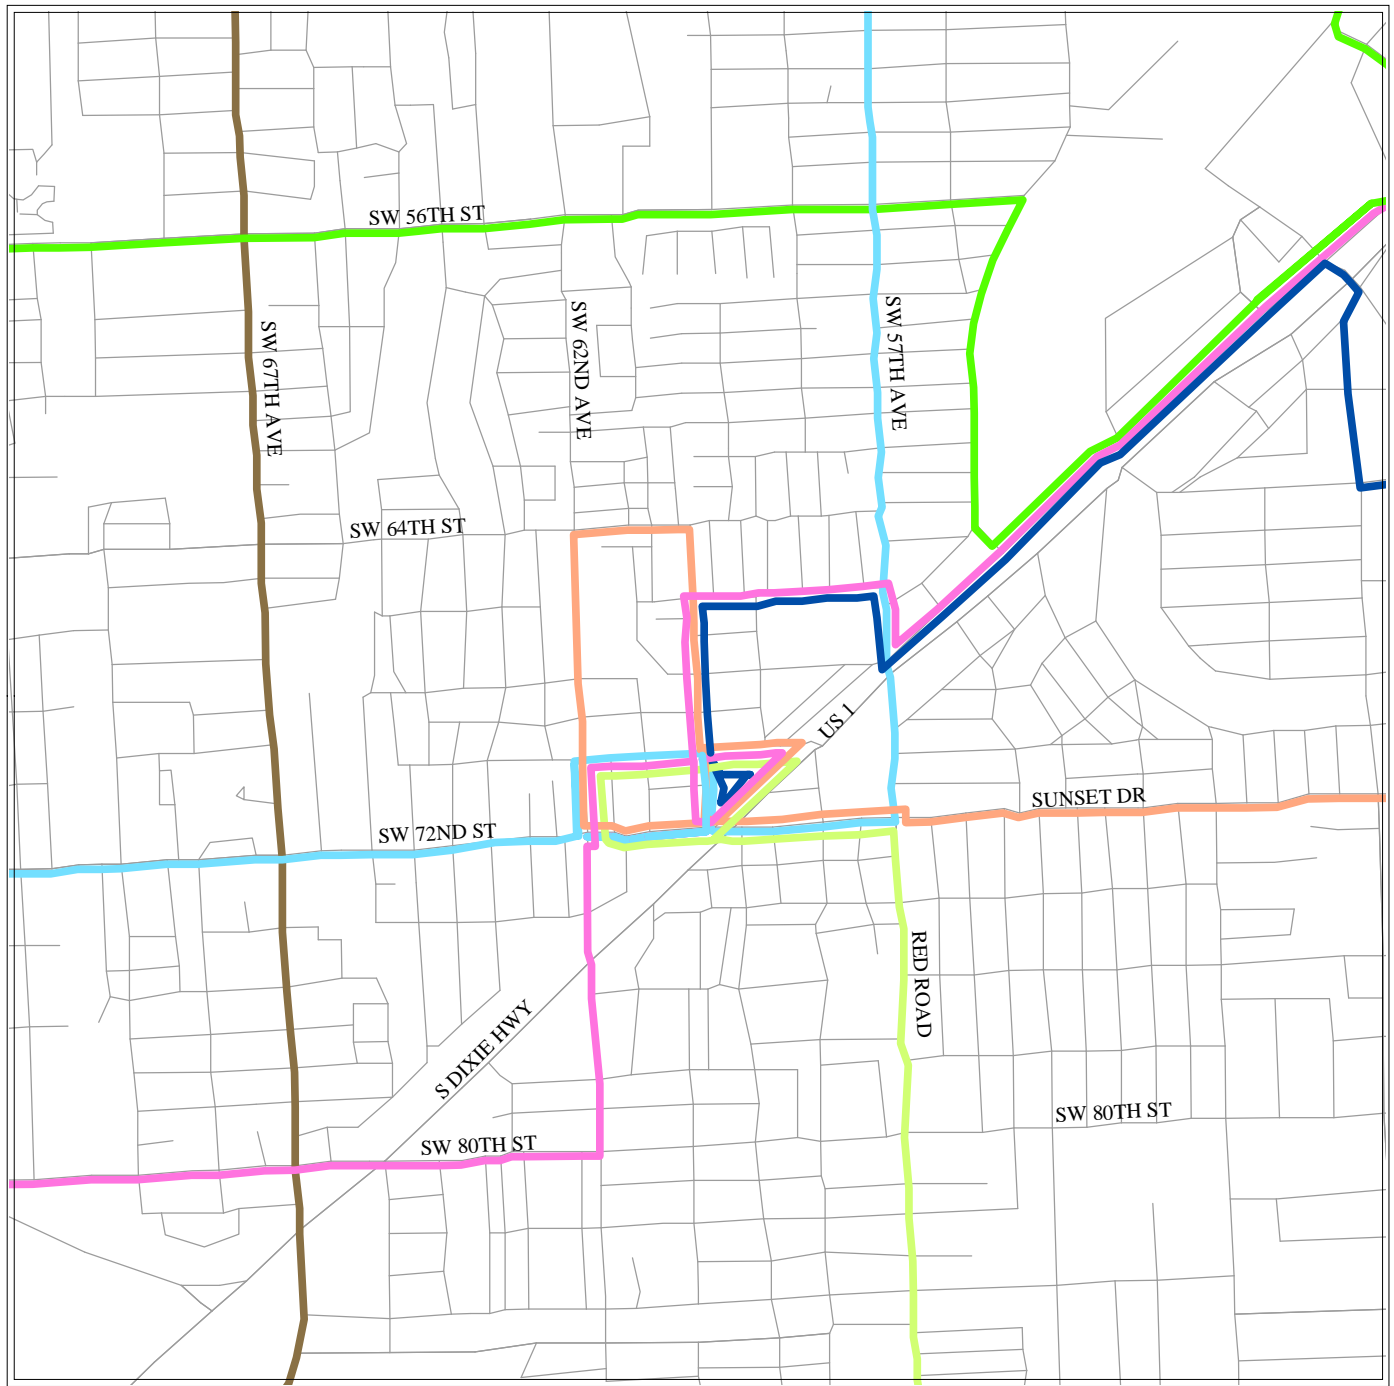 SW 56TH ST
SW 67TH AVE
SW 62ND AVE
SW 57TH AVE
SW 64TH ST
US 1
SUNSET DR
SW 72ND ST
RED ROAD
S DIXIE HWY
SW 80TH ST
SW 80TH ST